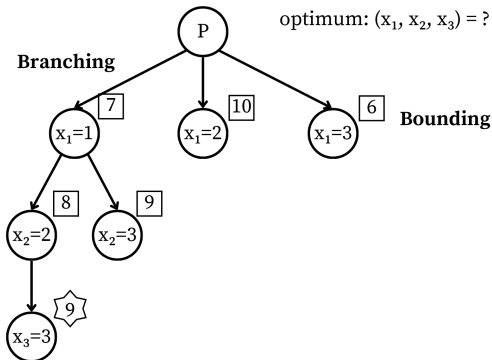 P
optimum: (x₁, x₂, x₃) = ?
Branching
7
10
6
x₁=1
x₁=2
x₁=3
Bounding
8
9
x₂=2
x₂=3
9
x₃=3